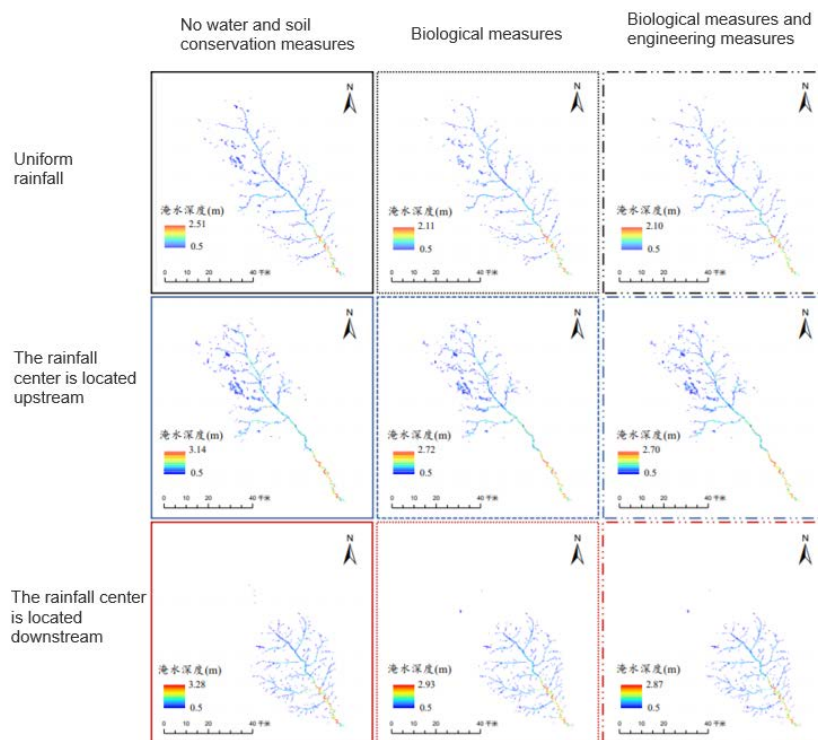 No water and soil
conservation measures
Biological measures
Biological measures and
engineering measures
Uniform
rainfall
N
淹水深度(m)
2.51
0.5
0 10 20 40 千米
N
淹水深度(m)
2.11
0.5
0 10 20 40 千米
N
淹水深度(m)
2.10
0.5
0 10 20 40 千米
The rainfall
center is located
upstream
N
淹水深度(m)
3.14
0.5
0 10 20 40 千米
N
淹水深度(m)
2.72
0.5
0 10 20 40 千米
N
淹水深度(m)
2.70
0.5
0 10 20 40 千米
The rainfall center
is located
downstream
N
淹水深度(m)
3.28
0.5
0 10 20 40 千米
N
淹水深度(m)
2.93
0.5
0 10 20 40 千米
N
淹水深度(m)
2.87
0.5
0 10 20 40 千米